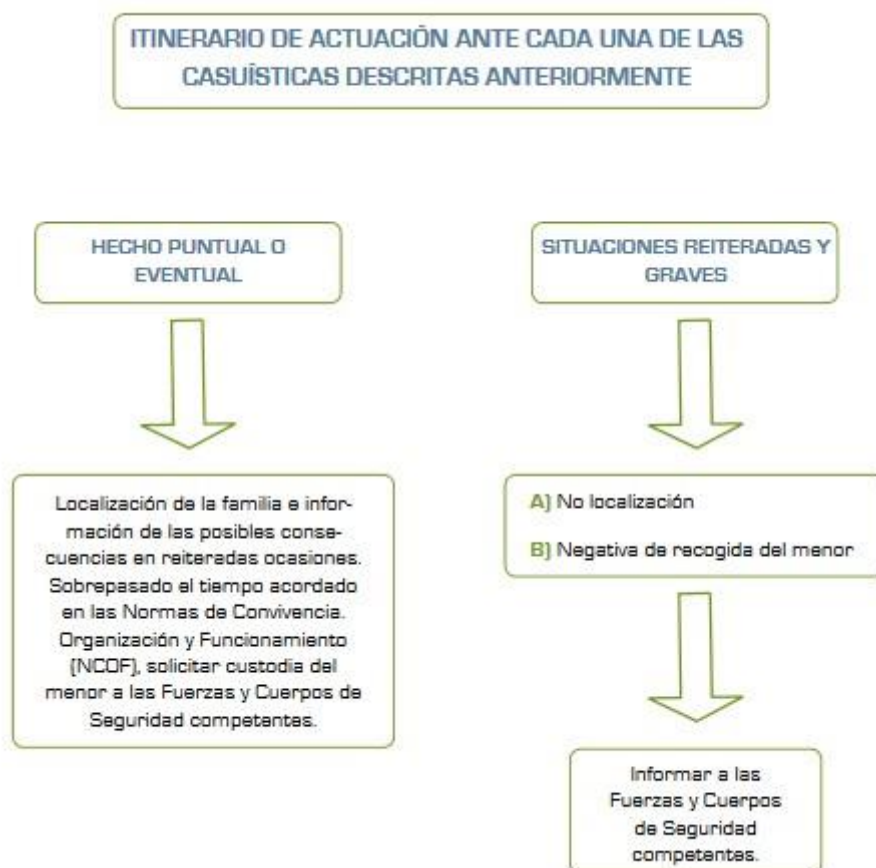 ITINERARIO DE ACTUACIÓN ANTE CADA UNA DE LAS
CASUÍSTICAS DESCRITAS ANTERIORMENTE
HECHO PUNTUAL O
EVENTUAL
Localización de la familia e infor-
mación de las posibles conse-
cuencias en reiteradas ocasiones.
Sobrepasado el tiempo acordado
en las Normas de Convivencia.
Organización y Funcionamiento
(NCOF), solicitar custodia del
menor a las Fuerzas y Cuerpos de
Seguridad competentes.
SITUACIONES REITERADAS Y
GRAVES
A) No localización
B) Negativa de recogida del menor
Informar a las
Fuerzas y Cuerpos
de Seguridad
competentes.